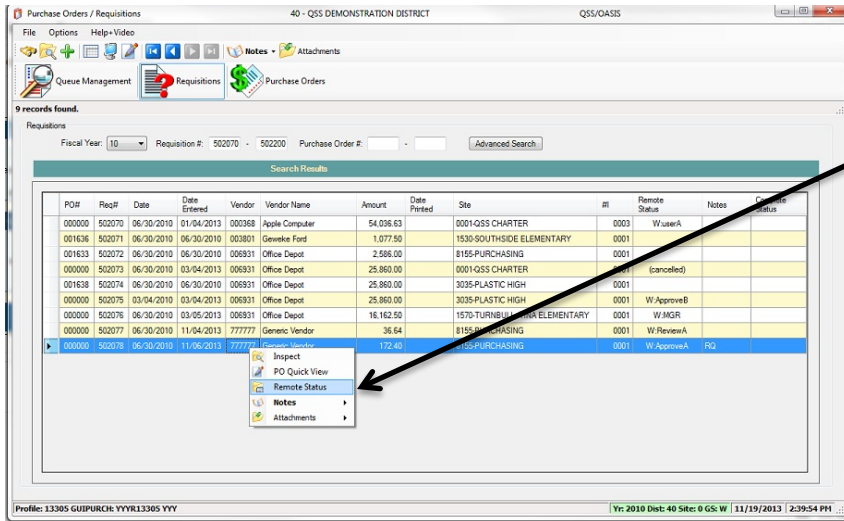 Purchase Orders / Requisitions 40 - QSS DEMONSTRATION DISTRICT QSS/OASIS
File Options Help+Video
Notes Attachments
Queue Management Requisitions Purchase Orders
9 records found.
Requisitions
Fiscal Year: 10 Requisition #: 502070 - 502200 Purchase Order #: - Advanced Search
Search Results
PO# Req# Date Date Entered Vendor Vendor Name Amount Date Printed Site #I Remote Status Notes Status
000000 502070 06/30/2010 01/04/2013 000368 Apple Computer 54,036.63 0001-QSS CHARTER 0003 W:userA
001636 502071 06/30/2010 06/30/2010 003801 Geweke Ford 1,077.50 1530-SOUTHSIDE ELEMENTARY 0001
001633 502072 06/30/2010 06/30/2010 006931 Office Depot 2,586.00 8155-PURCHASING 0001
000000 502073 06/30/2010 03/04/2013 006931 Office Depot 25,860.00 0001-QSS CHARTER (cancelled)
001638 502074 06/30/2010 06/30/2010 006931 Office Depot 25,860.00 3035-PLASTIC HIGH 0001
000000 502075 03/04/2010 03/04/2013 006931 Office Depot 25,860.00 3035-PLASTIC HIGH 0001 W:ApproveB
000000 502076 06/30/2010 03/05/2013 006931 Office Depot 16,162.50 1570-TURNBULL ELEMENTARY 0001 W:MGR
000000 502077 06/30/2010 11/04/2013 777777 Generic Vendor 36.64 0001 W:ReviewA
000000 502078 06/30/2010 11/06/2013 777777 Generic Vendor 172.40 8155-PURCHASING 0001 W:ApproveA RQ
Inspect
PO Quick View
Remote Status
Notes
Attachments
Profile: 13305 GUIPURCH: YYYR13305 YYY Yr: 2010 Dist: 40 Site: 0 GS: W 11/19/2013 2:39:54 PM